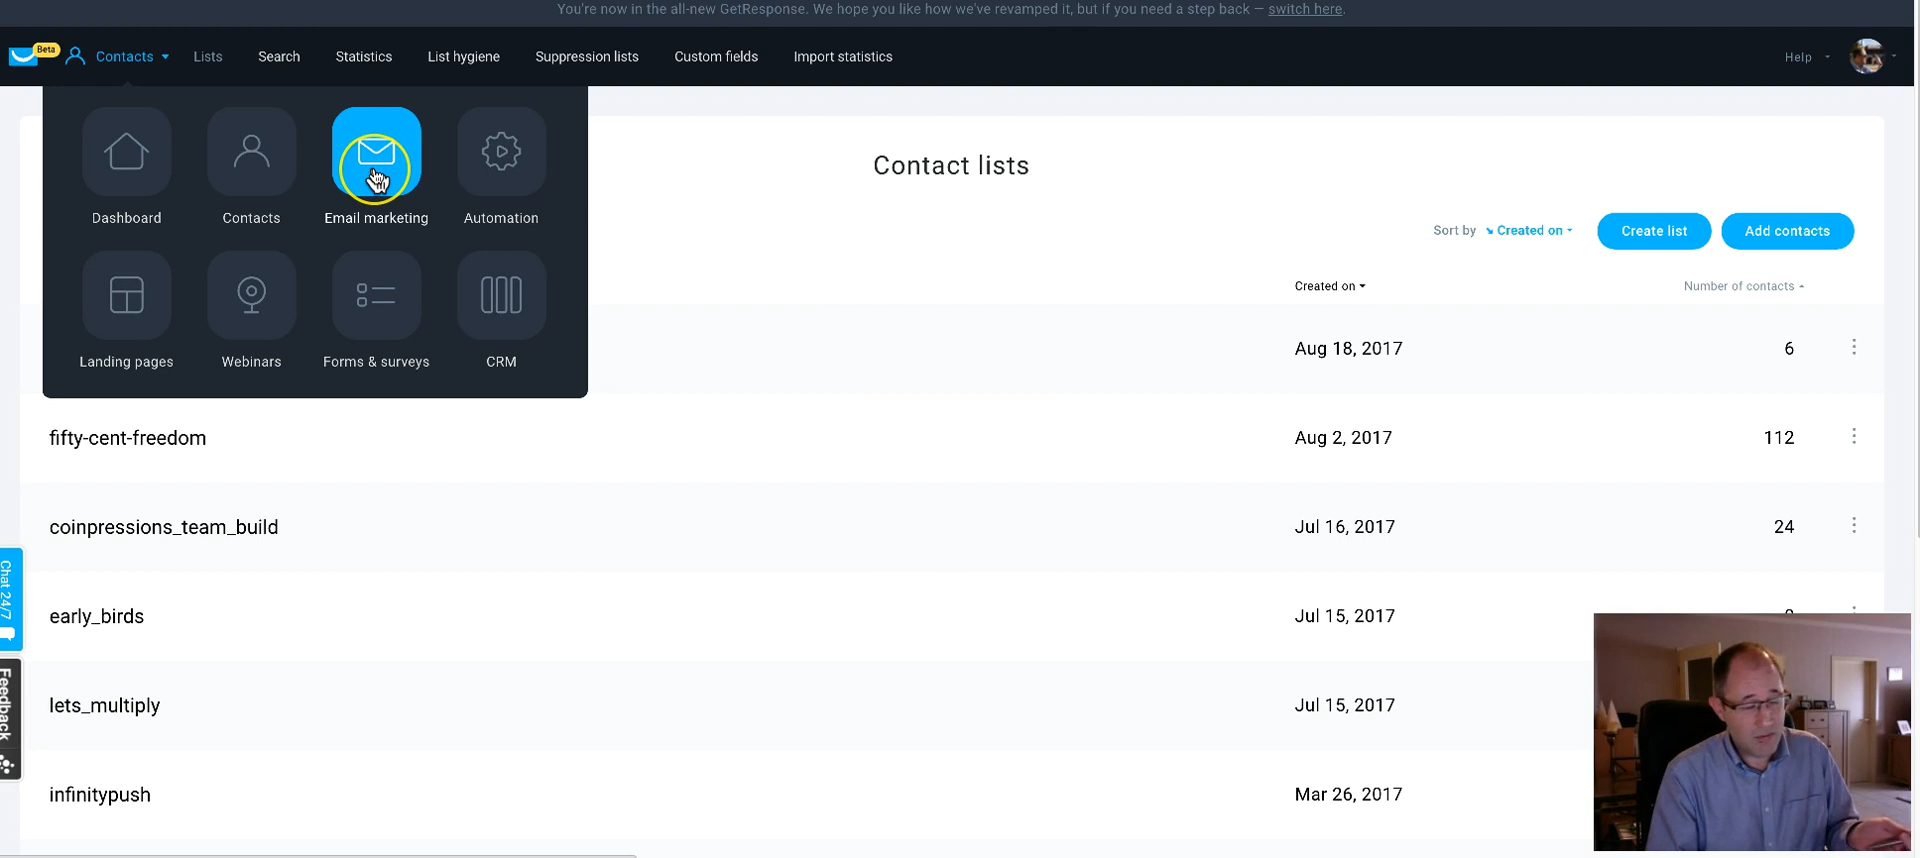 You're now in the all-new GetResponse. We hope you like how we've revamped it, but if you need a step back — switch here.
Beta
Contacts
Lists
Search
Statistics
List hygiene
Suppression lists
Custom fields
Import statistics
Help
Dashboard
Contacts
Email marketing
Automation
Landing pages
Webinars
Forms & surveys
CRM
Contact lists
Sort by Created on
Create list
Add contacts
Created on
Number of contacts
Aug 18, 2017 6
fifty-cent-freedom Aug 2, 2017 112
coinpressions_team_build Jul 16, 2017 24
early_birds Jul 15, 2017
lets_multiply Jul 15, 2017
infinitypush Mar 26, 2017
Chat 24/7
Feedback